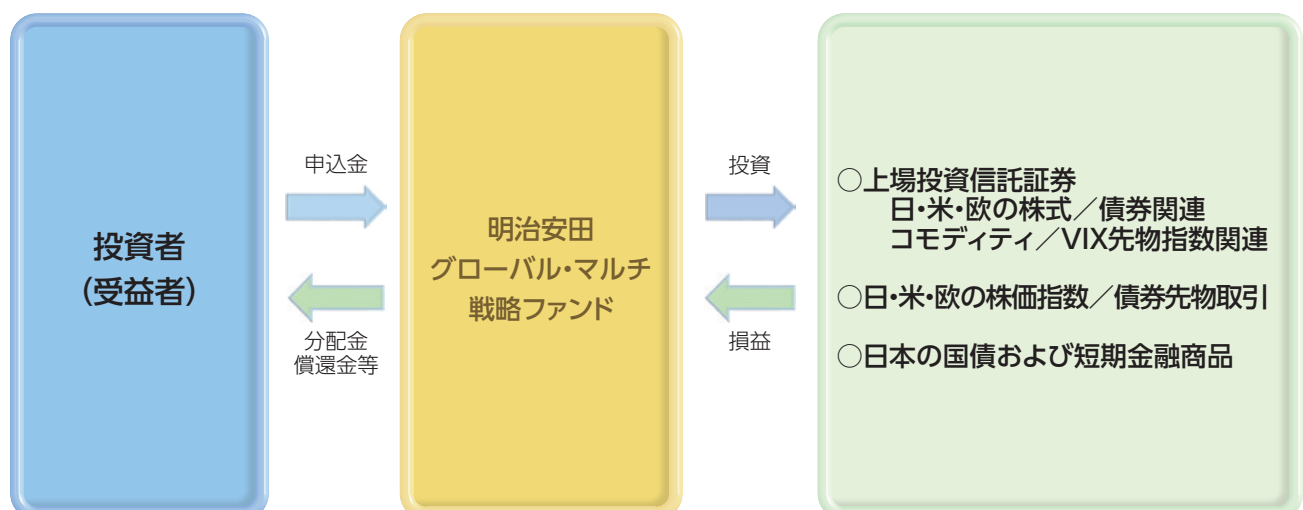 投資者
(受益者)
申込金
分配金
償還金等
明治安田
グローバル・マルチ
戦略ファンド
投資
損益
○上場投資信託証券
日・米・欧の株式／債券関連
コモディティ／VIX先物指数関連
○日・米・欧の株価指数／債券先物取引
○日本の国債および短期金融商品